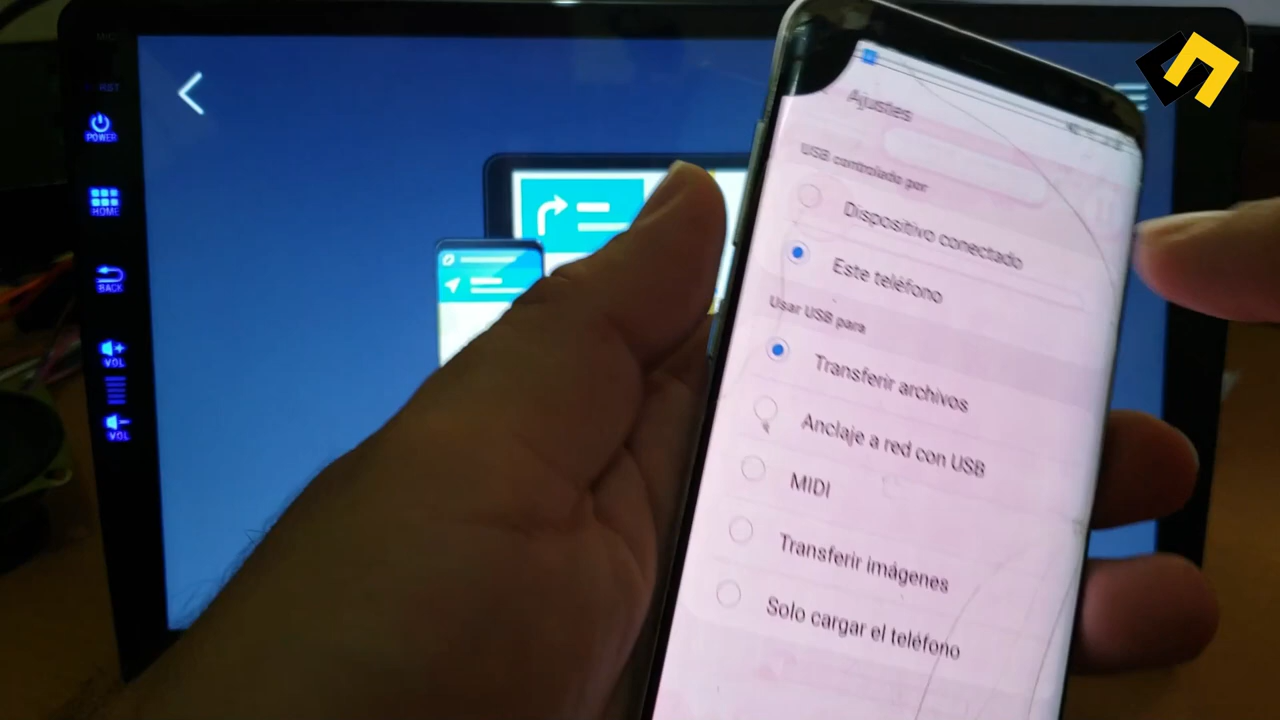 RST
POWER
HOME
BACK
VOL
VOL
Ajustes
USB controlado por
Dispositivo conectado
Este teléfono
Usar USB para
Transferir archivos
Anclaje a red con USB
MIDI
Transferir imágenes
Solo cargar el teléfono